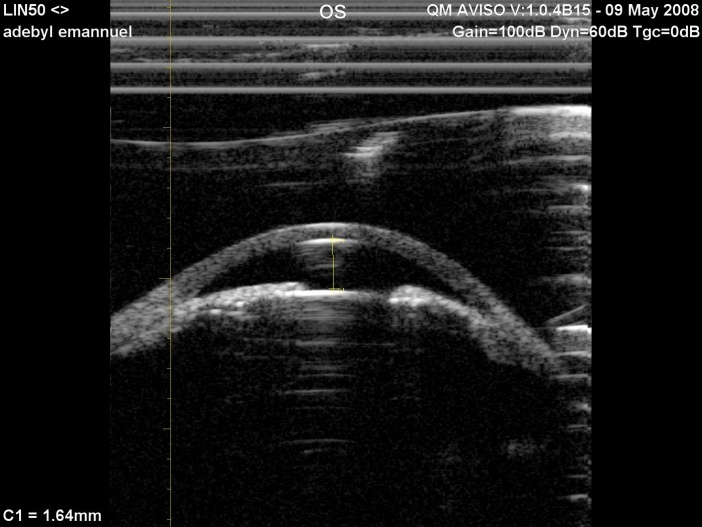 LIN50 <> OS QM AVISO V:1.0.4B15 - 09 May 2008
adebyl emannuel Gain=100dB Dyn=60dB Tgc=0dB
C1 = 1.64mm